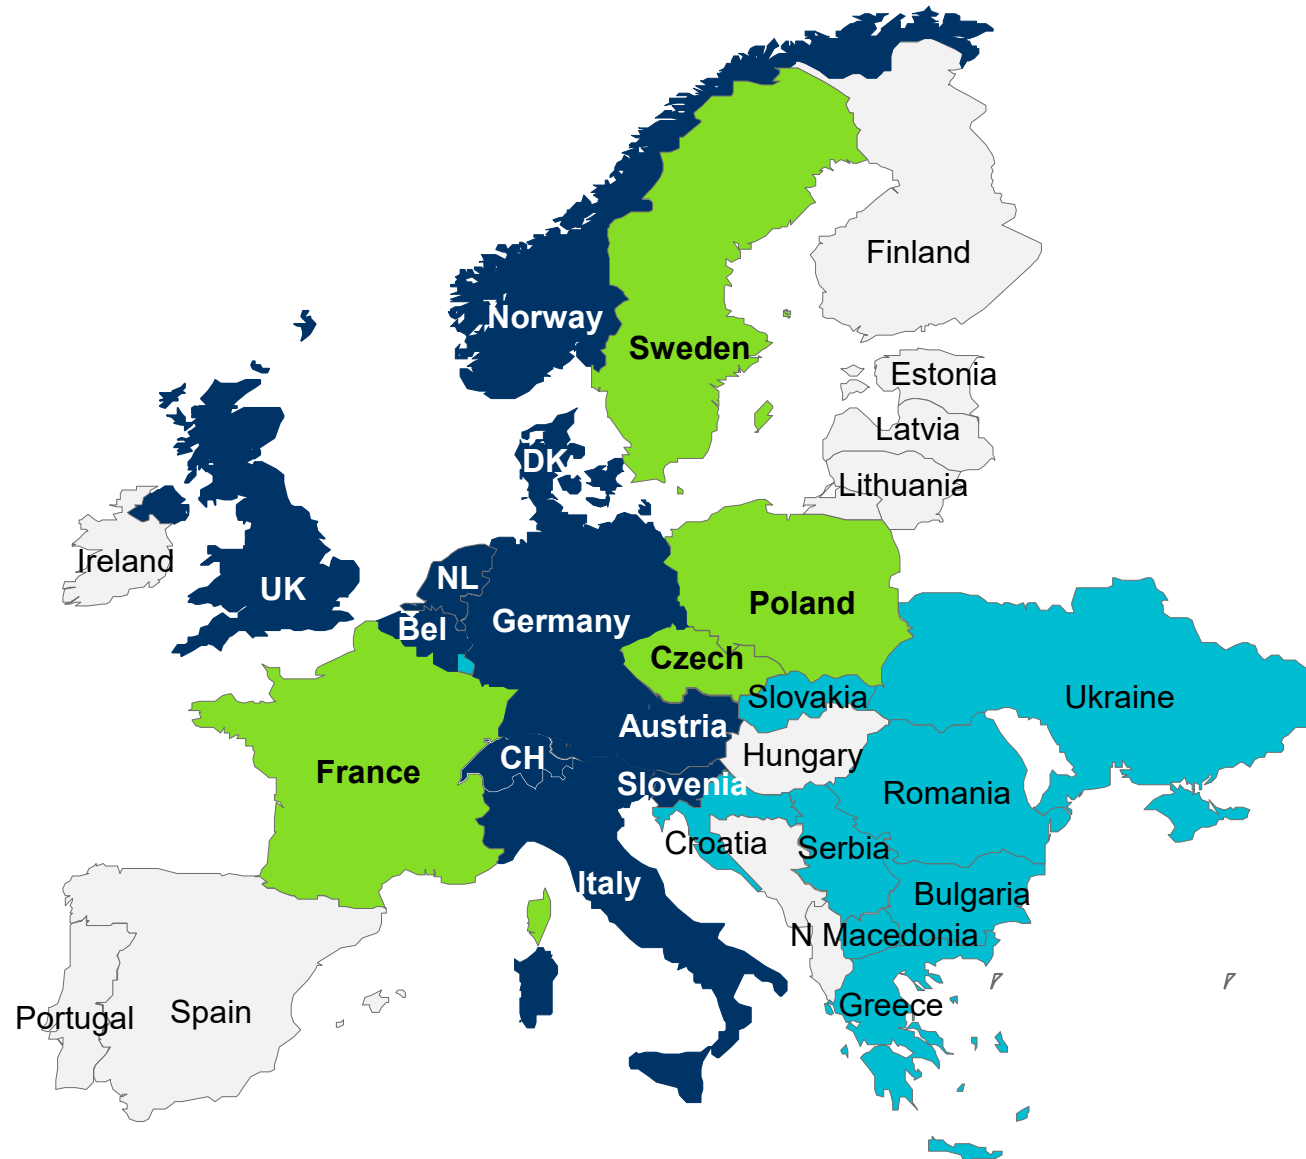 Finland
Norway
Sweden
Estonia
Latvia
DK
Lithuania
Ireland
NL
UK
Poland
Germany
Bel
Czech
Slovakia
Ukraine
Austria
Hungary
CH
France
Slovenia
Romania
Croatia
Serbia
Italy
Bulgaria
N Macedonia
Greece
Spain
Portugal